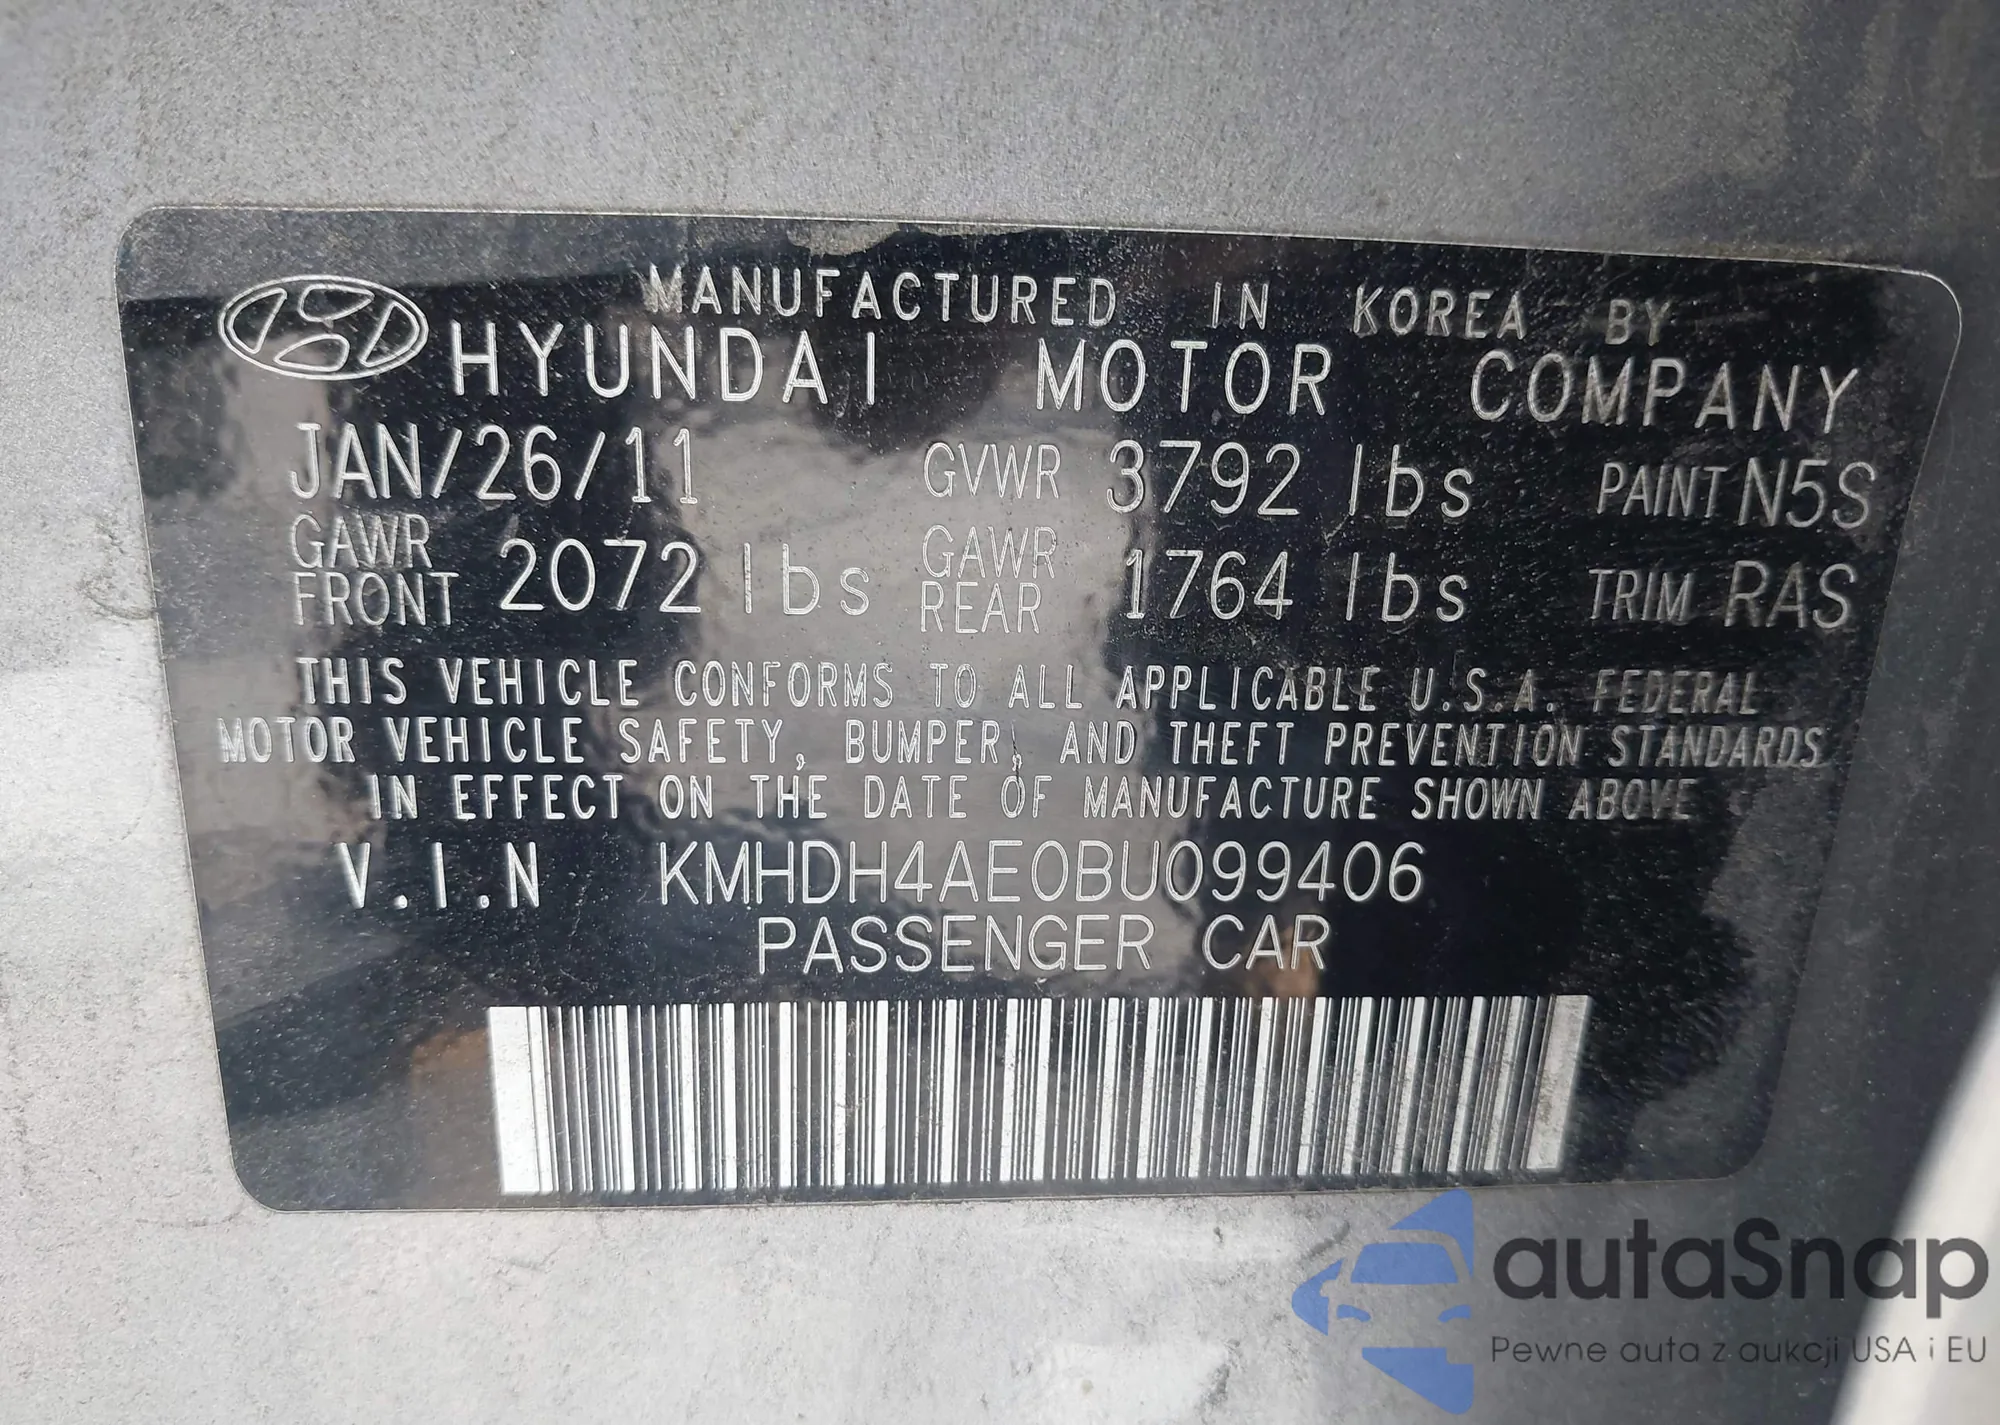 MANUFACTURED IN KOREA BY
HYUNDAI MOTOR COMPANY
JAN/26/11 GVWR 3792 lbs PAINT N5S
GAWR FRONT 2072 lbs GAWR REAR 1764 lbs TRIM RAS
THIS VEHICLE CONFORMS TO ALL APPLICABLE U.S.A. FEDERAL
MOTOR VEHICLE SAFETY, BUMPER, AND THEFT PREVENTION STANDARDS
IN EFFECT ON THE DATE OF MANUFACTURE SHOWN ABOVE
V.I.N KMHDH4AE0BU099406
PASSENGER CAR
autaSnap
Pewne auta z aukcji USA i EU